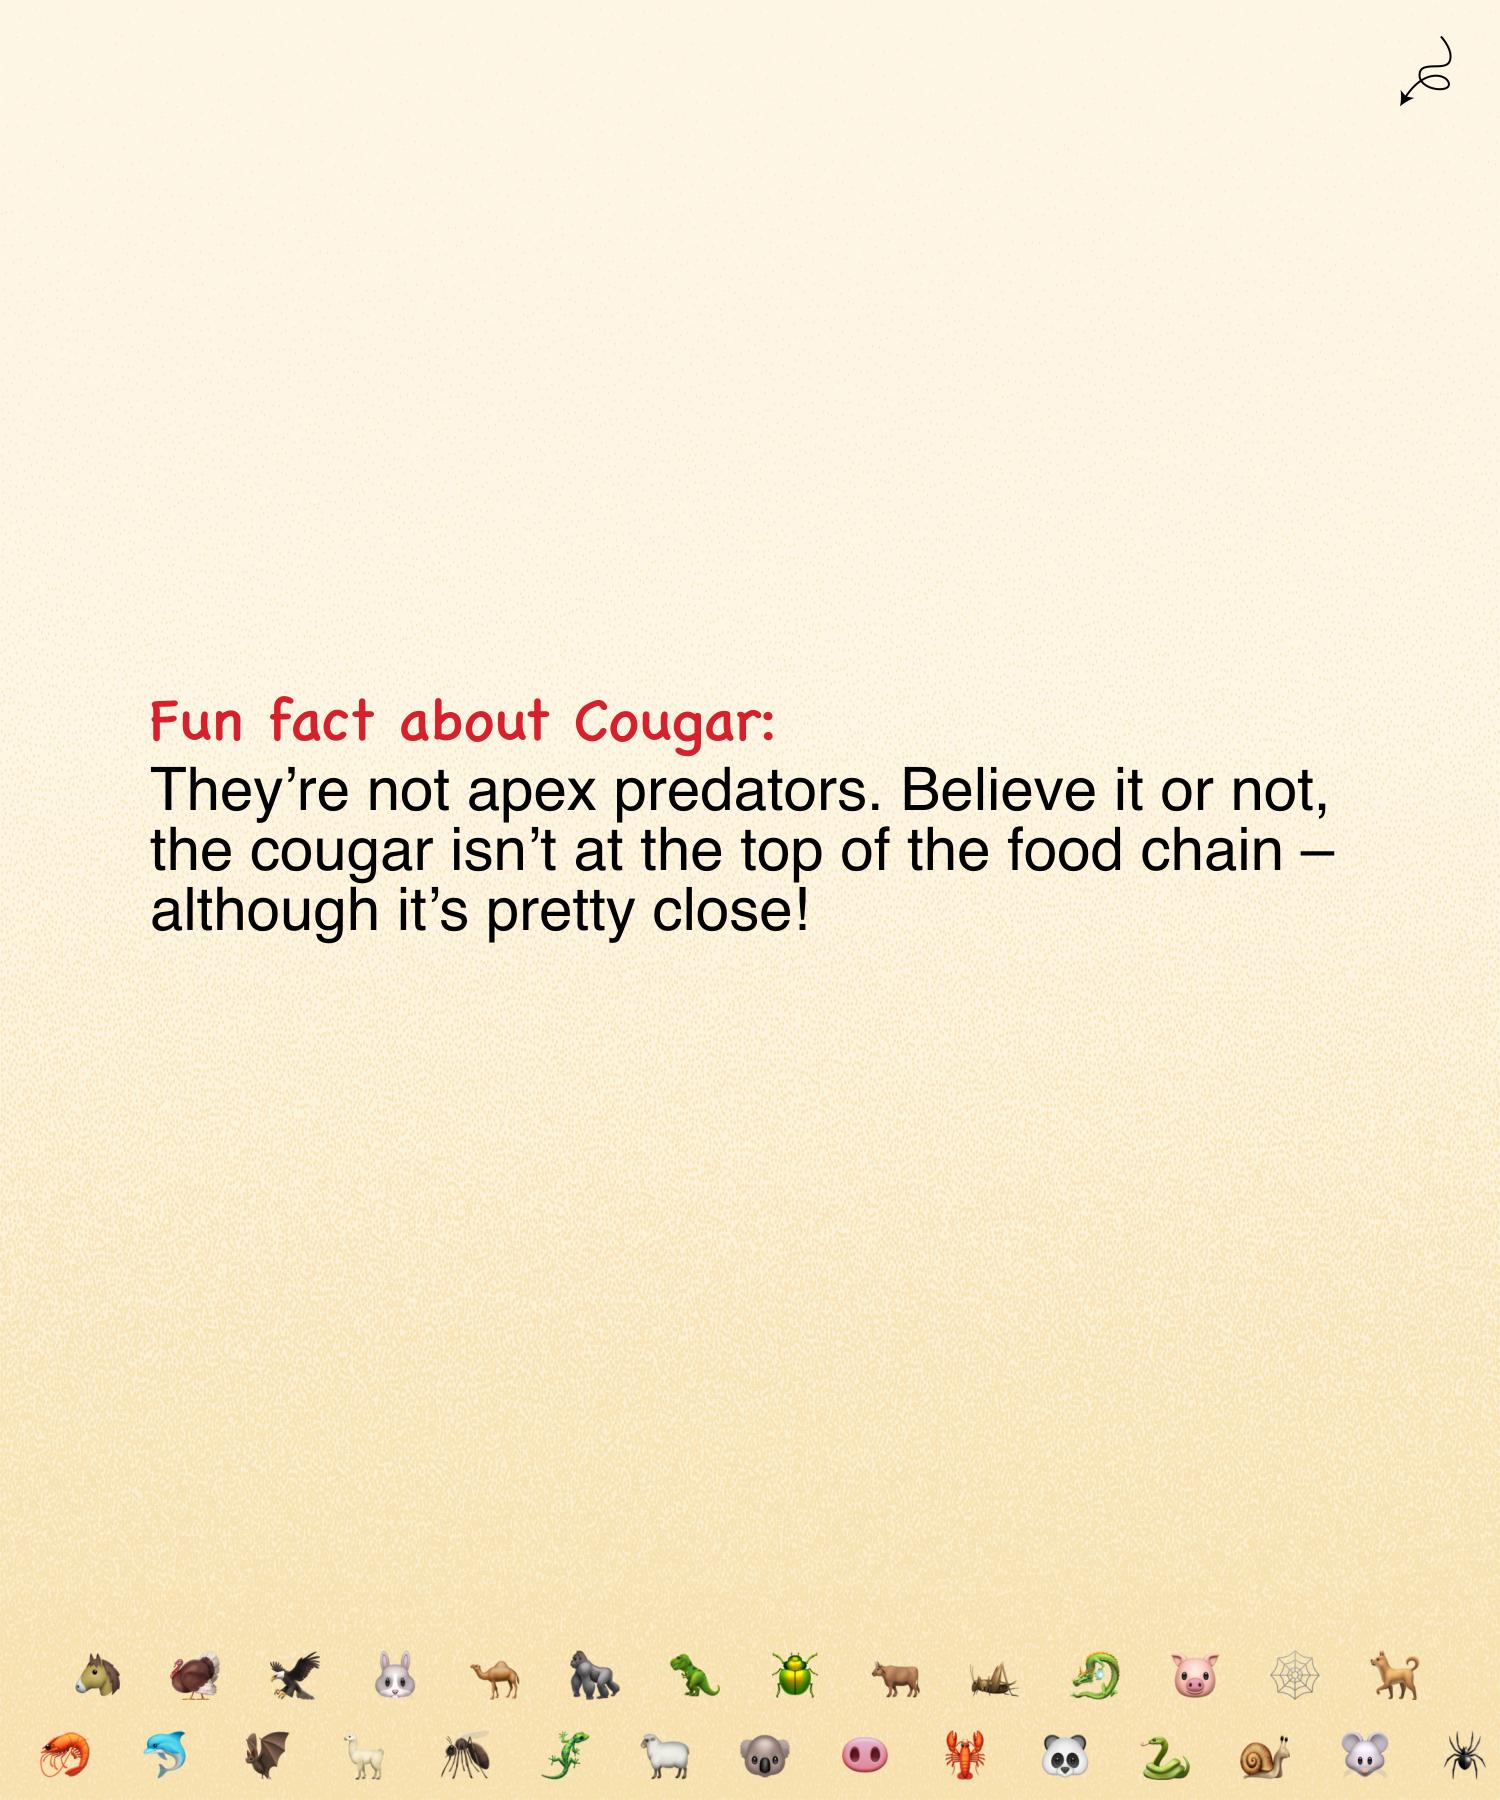 Fun fact about Cougar:
They’re not apex predators. Believe it or not,
the cougar isn’t at the top of the food chain –
although it’s pretty close!